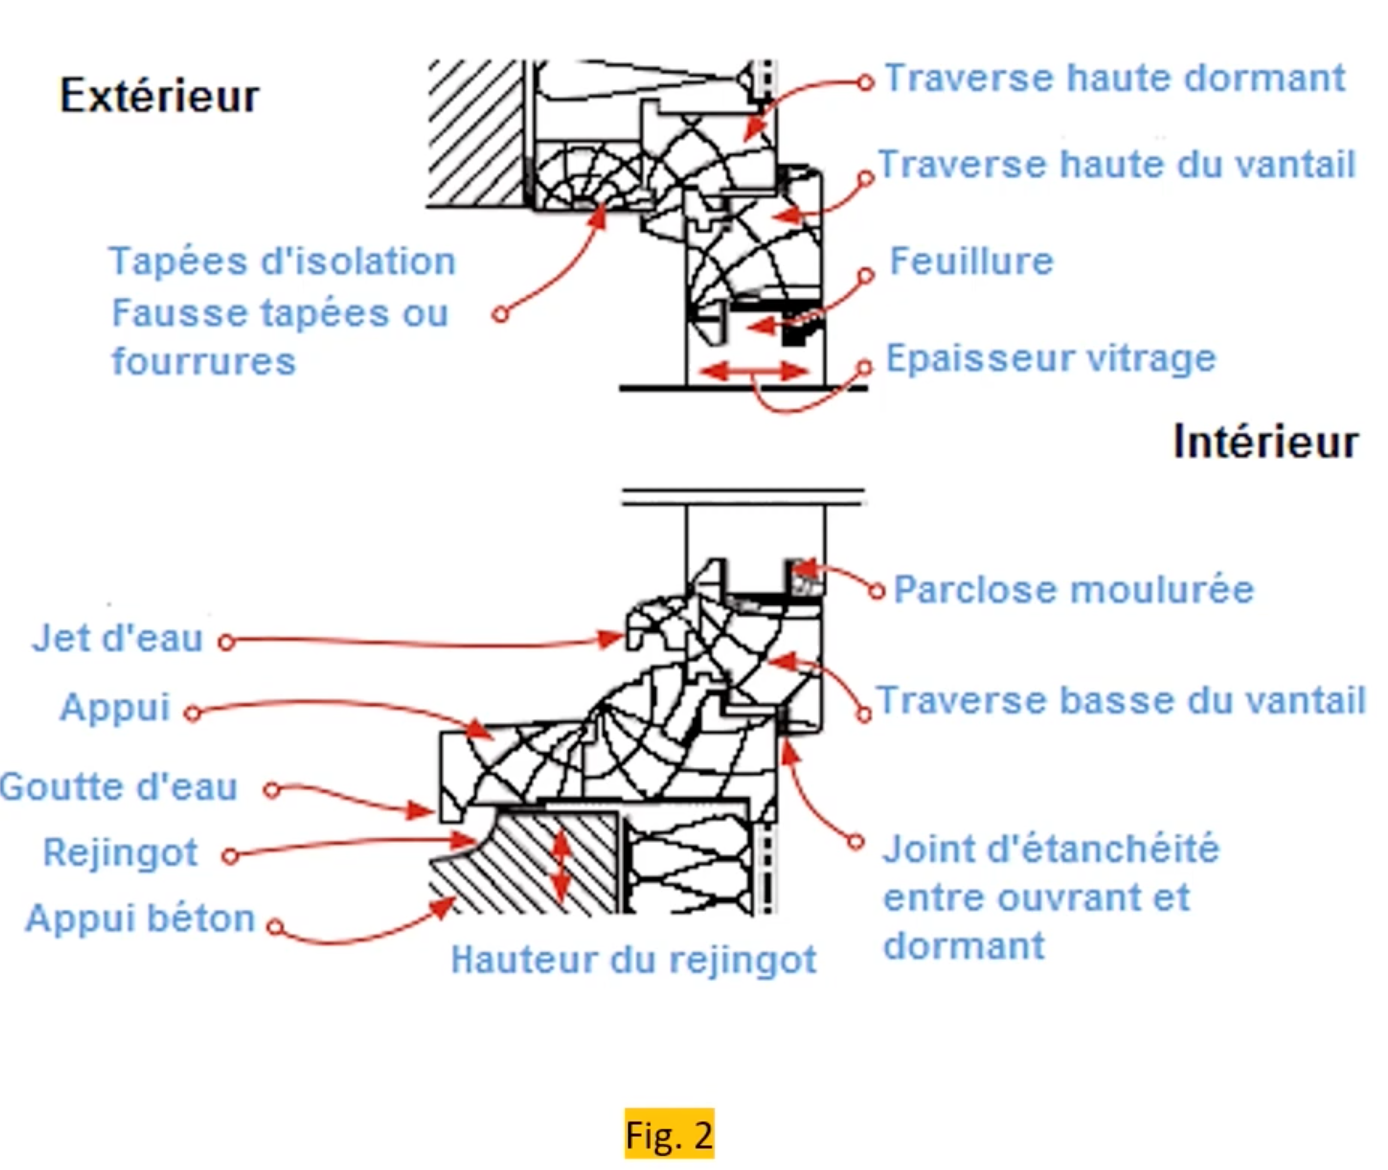 Extérieur
Traverse haute dormant
Traverse haute du vantail
Tapées d'isolation
Fausse tapées ou
fourrures
Feuillure
Epaisseur vitrage
Intérieur
Parclose moulurée
Jet d'eau
Traverse basse du vantail
Appui
Goutte d'eau
Rejingot
Appui béton
Joint d'étanchéité
entre ouvrant et
dormant
Hauteur du rejingot
Fig. 2